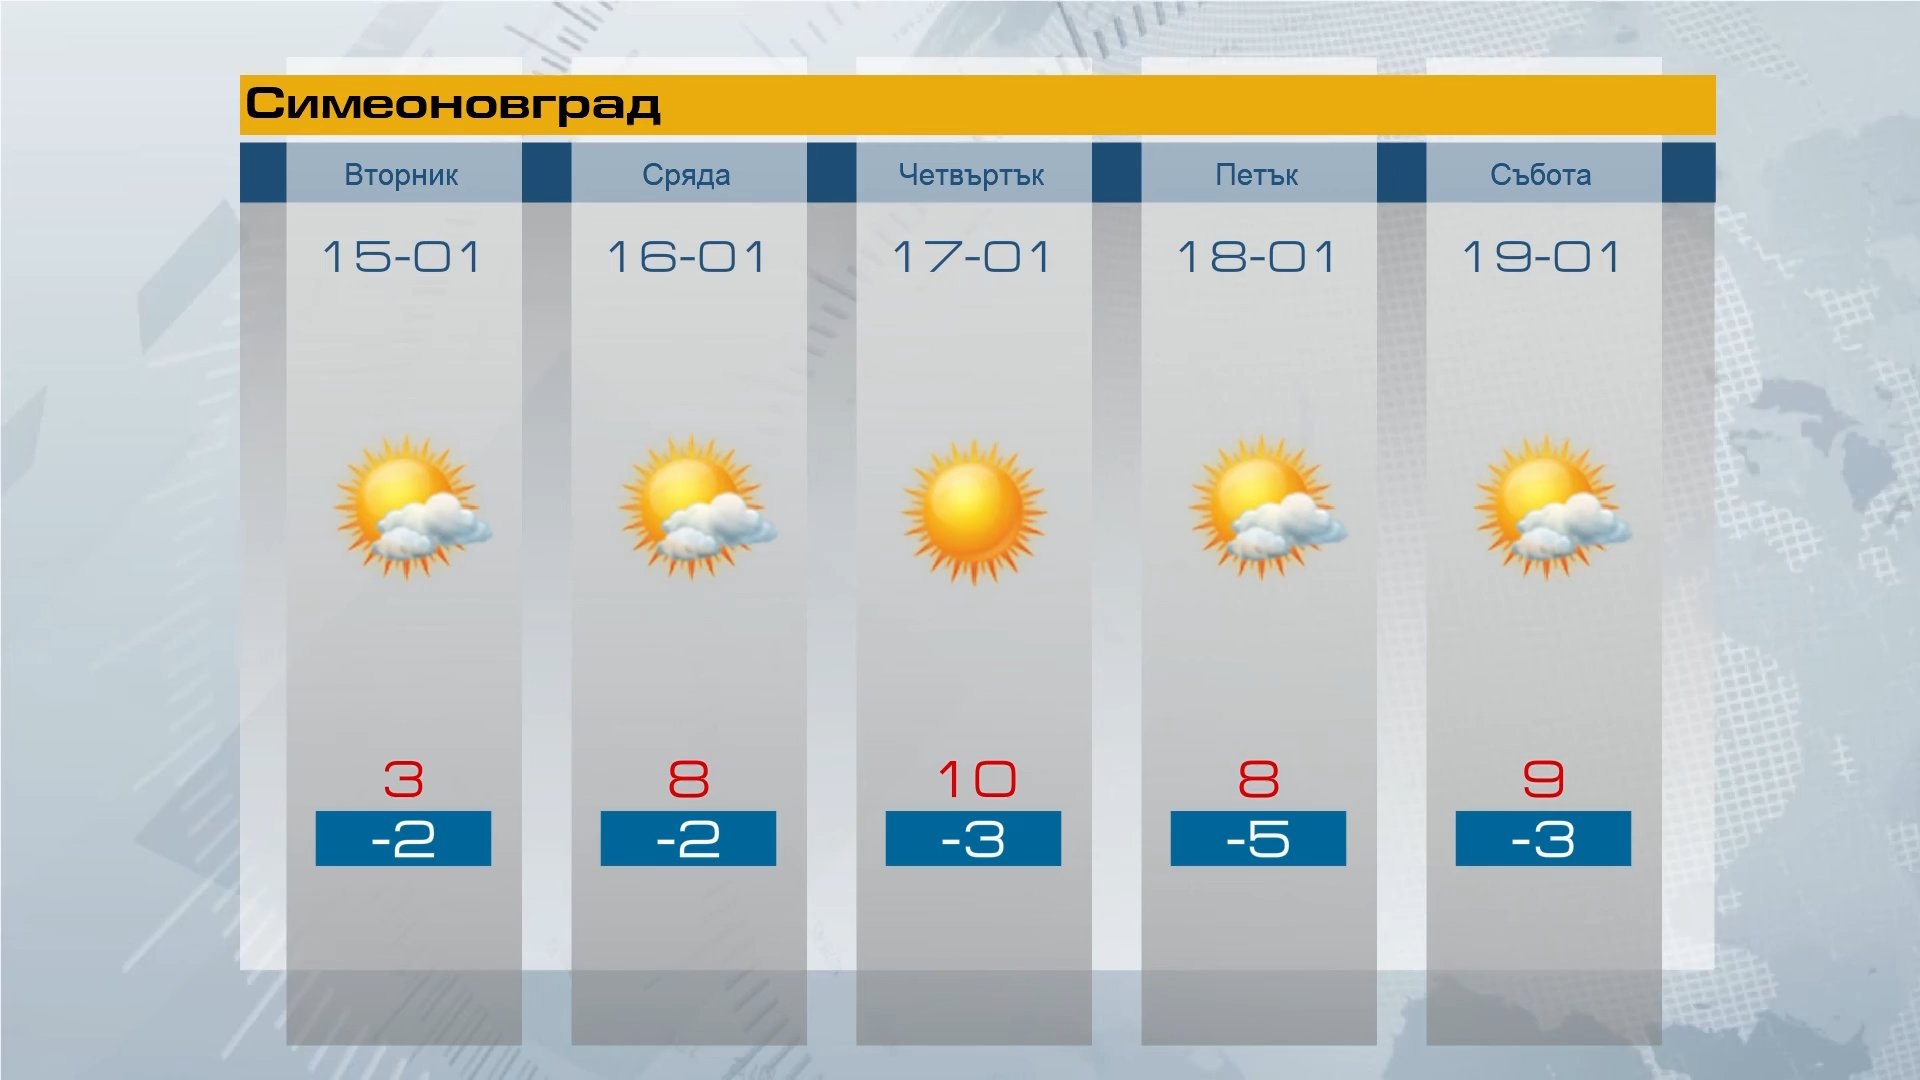 Симеоновград
Вторник Сряда Четвъртък Петък Събота
15-01 16-01 17-01 18-01 19-01
3 8 10 8 9
-2 -2 -3 -5 -3